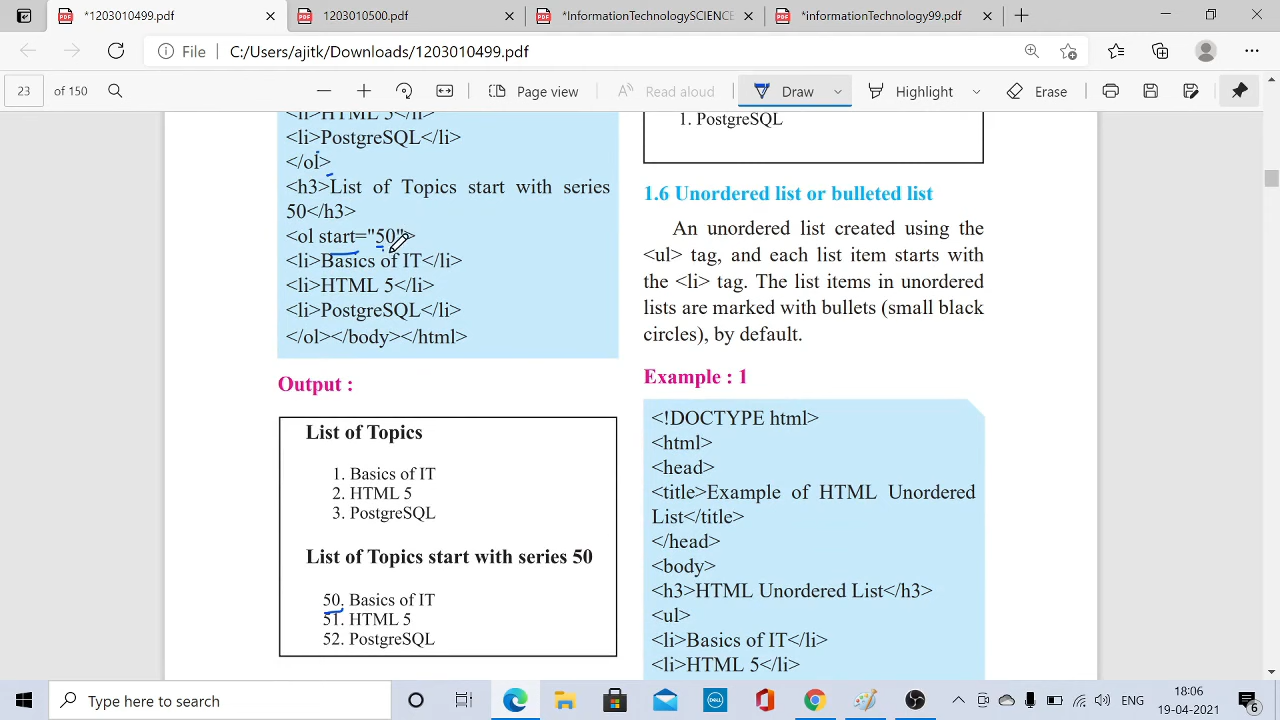 *1203010499.pdf
*InformationTechnology
*1203010500.pdf
*1203010500.pdf
File
C:/Users/ajitk/Downloads/1203010499.pdf
23
of 150
Page view
Read aloud
Draw
Highlight
Erase
<li>HTML 5</li>
<li>PostgreSQL</li>
</ol>
<h3>List of Topics start with series
50</h3>
<ol start="50">
<li>Basics of IT</li>
<li>HTML 5</li>
<li>PostgreSQL</li>
</ol></body></html>
Output :
List of Topics
1. Basics of IT
2. HTML 5
3. PostgreSQL
List of Topics start with series 50
50. Basics of IT
51. HTML 5
52. PostgreSQL
1. PostgreSQL
1.6 Unordered list or bulleted list
An unordered list created using the
<ul> tag, and each list item starts with
the <li> tag. The list items in unordered
lists are marked with bullets (small black
circles), by default.
Example : 1
<!DOCTYPE html>
<html>
<head>
<title>Example of HTML Unordered
List</title>
</head>
<body>
<h3>HTML Unordered List</h3>
<ul>
<li>Basics of IT</li>
<li>HTML 5</li>
Type here to search
DELL
ENG
18:06
19-04-2021
6